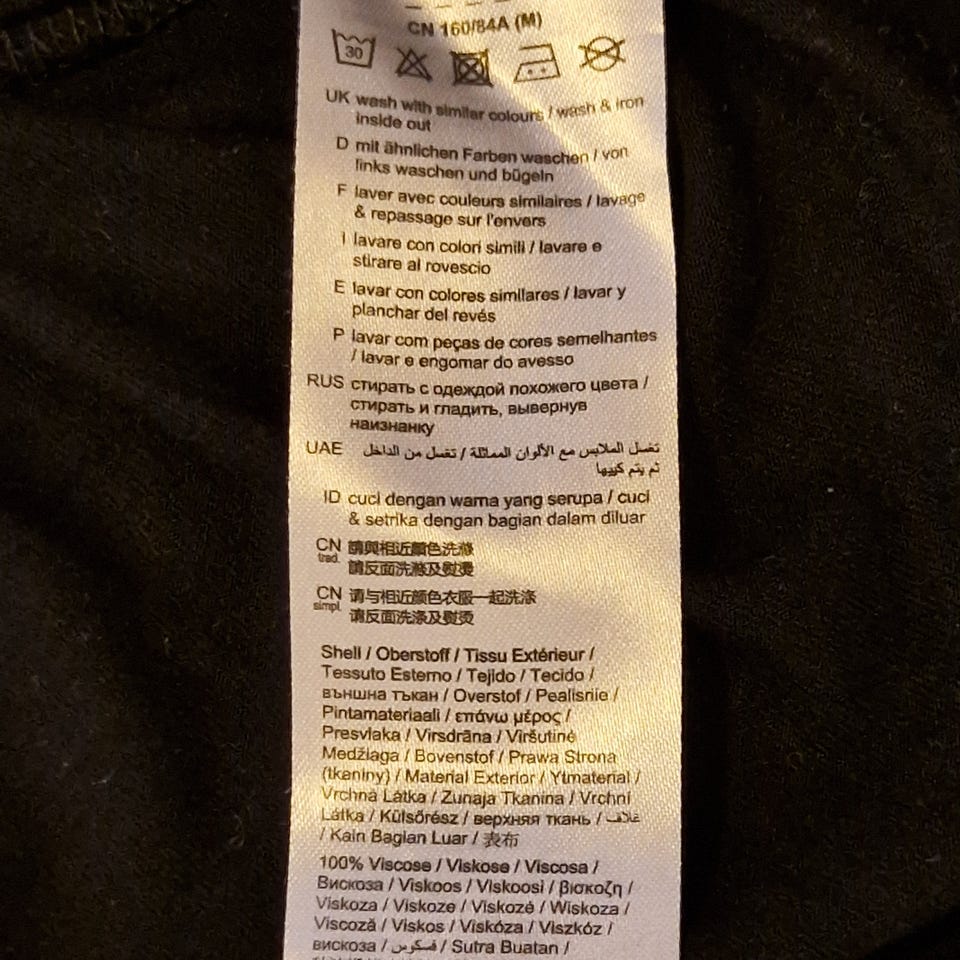 CN 160/84A (M)
30
UK wash with similar colours / wash & iron
inside out
D mit ähnlichen Farben waschen / von
links waschen und bügeln
F laver avec couleurs similaires / lavage
& repassage sur l'envers
I lavare con colori simili / lavare e
stirare al rovescio
E lavar con colores similares / lavar y
planchar del revés
P lavar com peças de cores semelhantes
/ lavar e engomar do avesso
RUS стирать с одеждой похожего цвета /
стирать и гладить, вывернув
наизнанку
UAE تغسل الملابس مع الألوان المماثلة / تغسل من الداخل
ثم يتم كييها
ID cuci dengan warna yang serupa / cuci
& setrika dengan bagian dalam diluar
CN trad. 請與相近顏色洗滌
請反面洗滌及熨燙
CN simpl. 请与相近颜色衣服一起洗涤
请反面洗涤及熨烫
Shell / Oberstoff / Tissu Extérieur /
Tessuto Esterno / Tejido / Tecido /
външна тъкан / Overstof / Pealisriie /
Pintamateriaali / επάνω μέρος /
Presvlaka / Virsdrāna / Viršutinė
Medžiaga / Bovenstof / Prawa Strona
(tkaniny) / Material Exterior / Ytmaterial /
Vrchná Látka / Zunaja Tkanina / Vrchní
Látka / Külsőrész / верхняя ткань / غلاف
/ Kain Bagian Luar / 表布
100% Viscose / Viskose / Viscosa /
Вискоза / Viskoos / Viskoosi / βισκοζη /
Viskoza / Viskoze / Viskozė / Wiskoza /
Viscoză / Viskos / Viskóza / Viszkóz /
вискоза / فسكوس / Sutra Buatan /